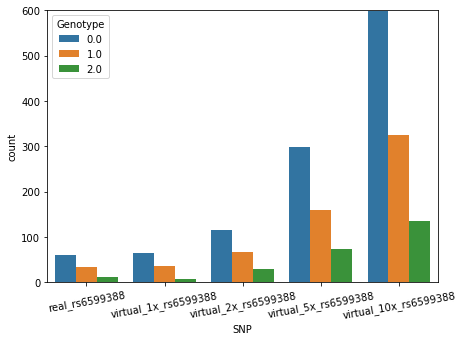 600
500
400
300
200
100
0
count
Genotype
0.0
1.0
2.0
real_rs6599388
virtual_1x_rs6599388
virtual_2x_rs6599388
virtual_5x_rs6599388
virtual_10x_rs6599388
SNP